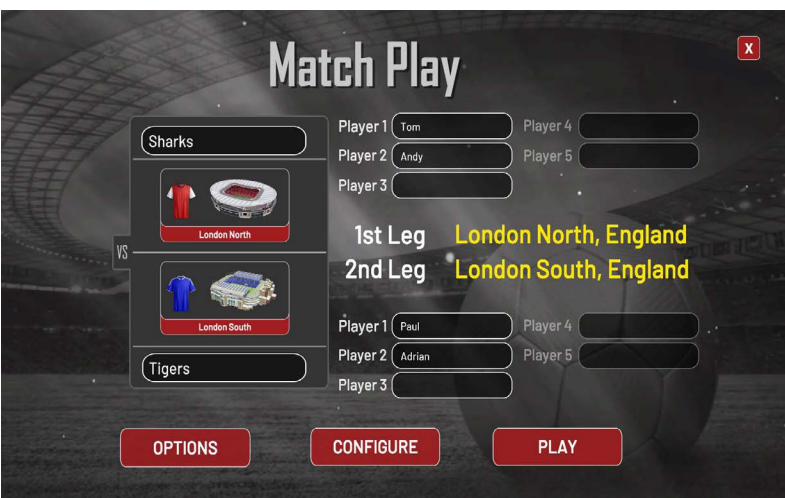 Match Play
X
Sharks
London North
VS
London South
Tigers
Player 1 Tom
Player 4
Player 2 Andy
Player 5
Player 3
1st Leg London North, England
2nd Leg London South, England
Player 1 Paul
Player 4
Player 2 Adrian
Player 5
Player 3
OPTIONS
CONFIGURE
PLAY